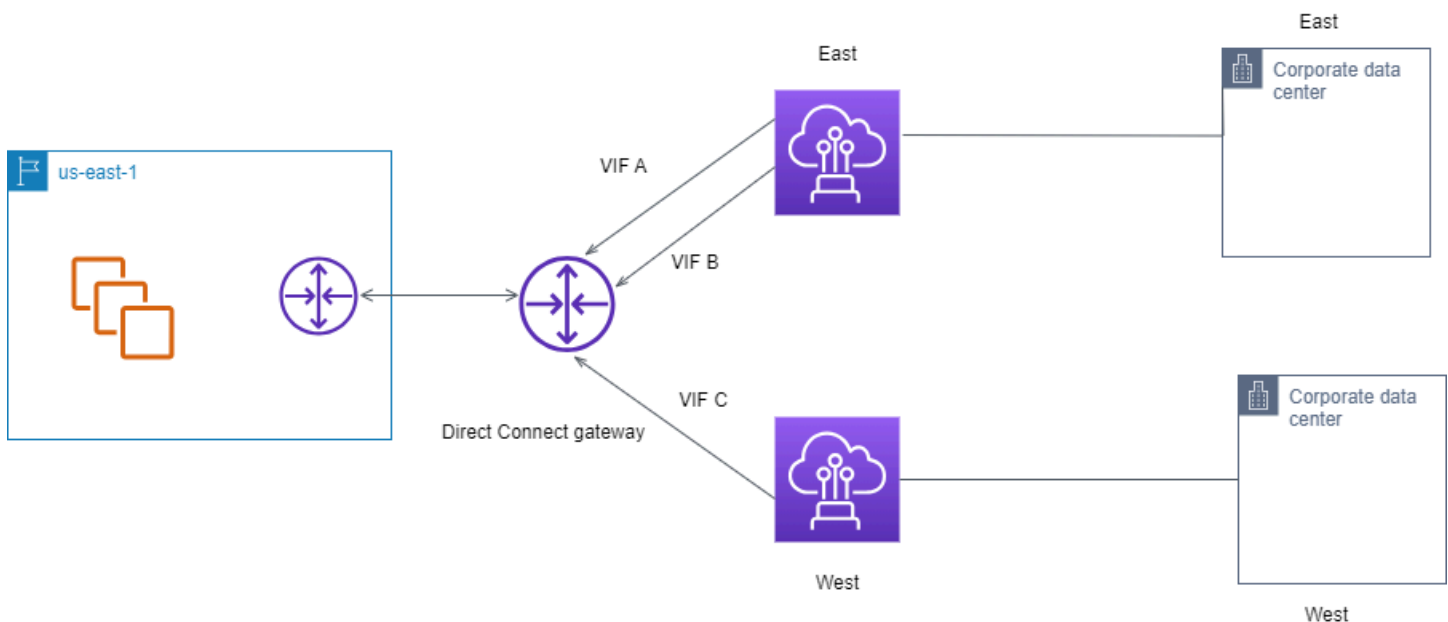 East
East
Corporate data
center
VIF A
us-east-1
VIF B
VIF C
Corporate data
center
Direct Connect gateway
West
West